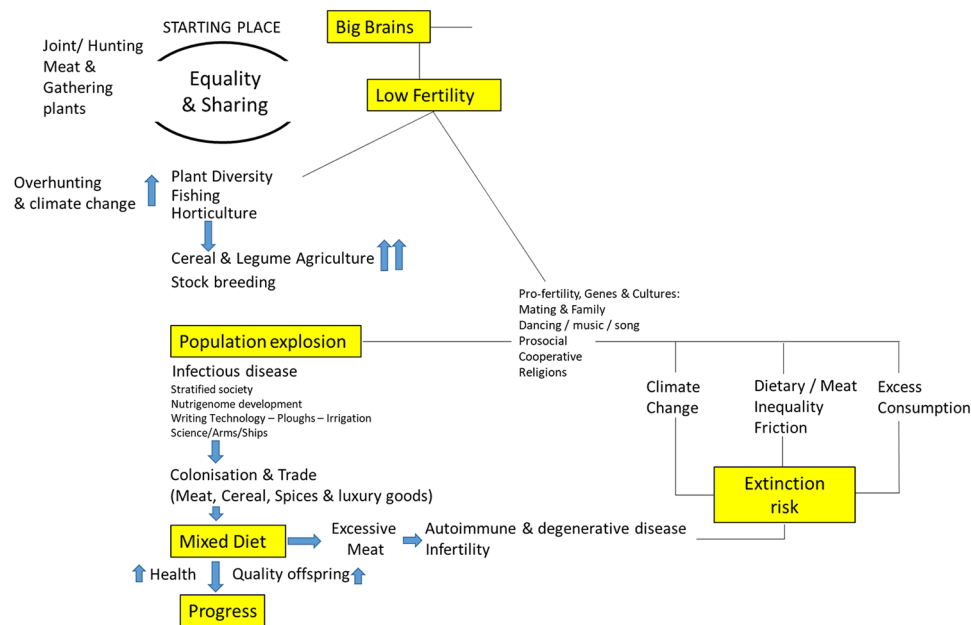 STARTING PLACE
Big Brains
Joint/ Hunting
Meat &
Gathering
plants
Equality
& Sharing
Low Fertility
Overhunting
& climate change
Plant Diversity
Fishing
Horticulture
Cereal & Legume Agriculture
Stock breeding
Pro-fertility, Genes & Cultures:
Mating & Family
Dancing / music / song
Prosocial
Cooperative
Religions
Population explosion
Infectious disease
Stratified society
Nutrigenome development
Writing Technology – Ploughs – Irrigation
Science/Arms/Ships
Climate
Change
Dietary / Meat
Inequality
Friction
Excess
Consumption
Colonisation & Trade
(Meat, Cereal, Spices & luxury goods)
Extinction
risk
Mixed Diet
Excessive
Meat
Autoimmune & degenerative disease
Infertility
Health
Quality offspring
Progress